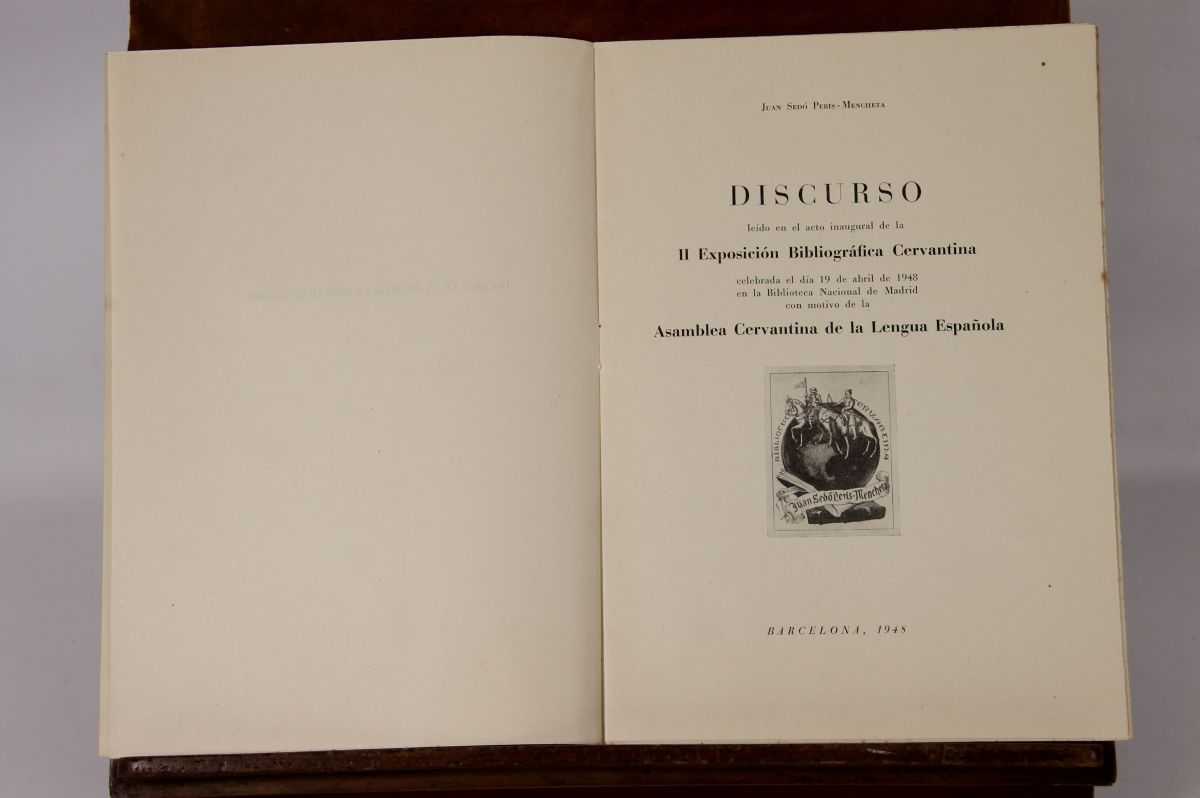 Juan Sedó Peris-Mencheta
DISCURSO
leído en el acto inaugural de la
II Exposición Bibliográfica Cervantina
celebrada el día 19 de abril de 1948
en la Biblioteca Nacional de Madrid
con motivo de la
Asamblea Cervantina de la Lengua Española
BIBLIOTECA CERVANTINA
Juan Sedó Peris-Mencheta
BARCELONA, 1948